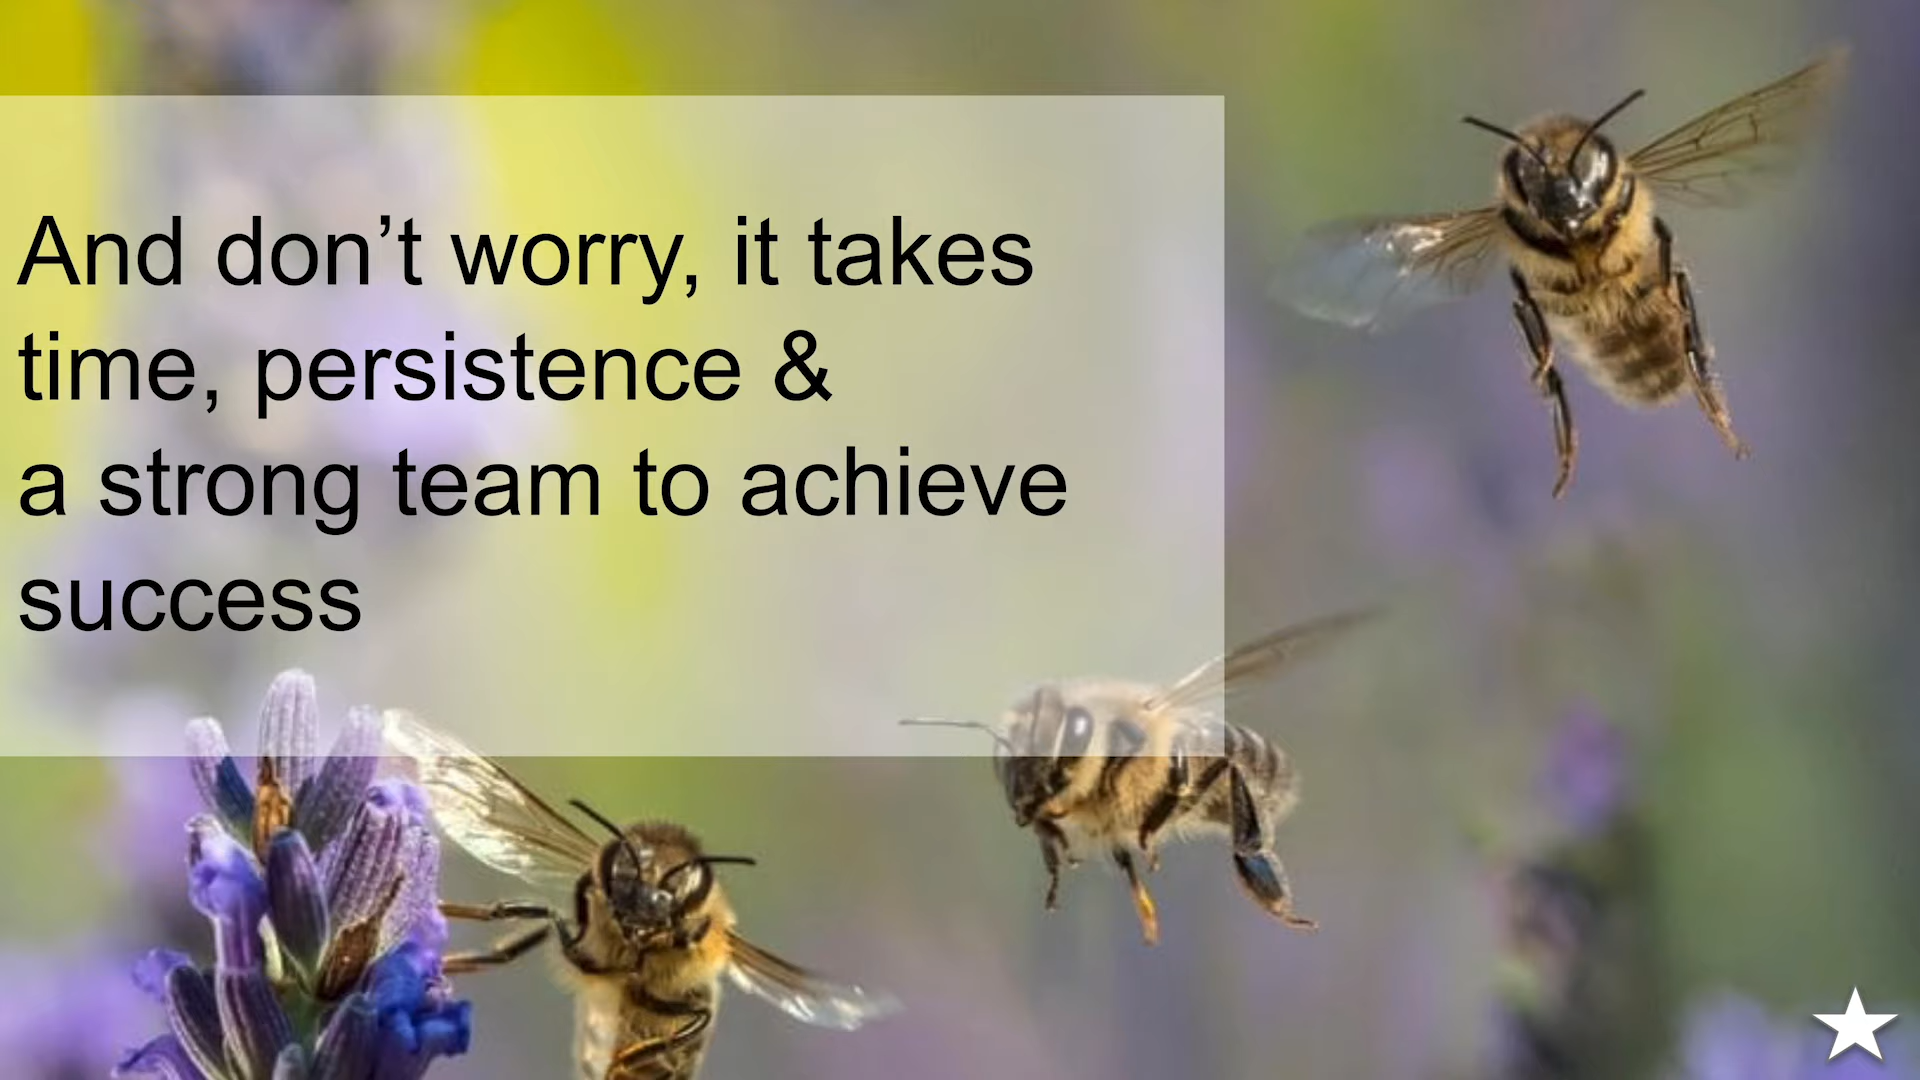 And don’t worry, it takes
time, persistence &
a strong team to achieve
success